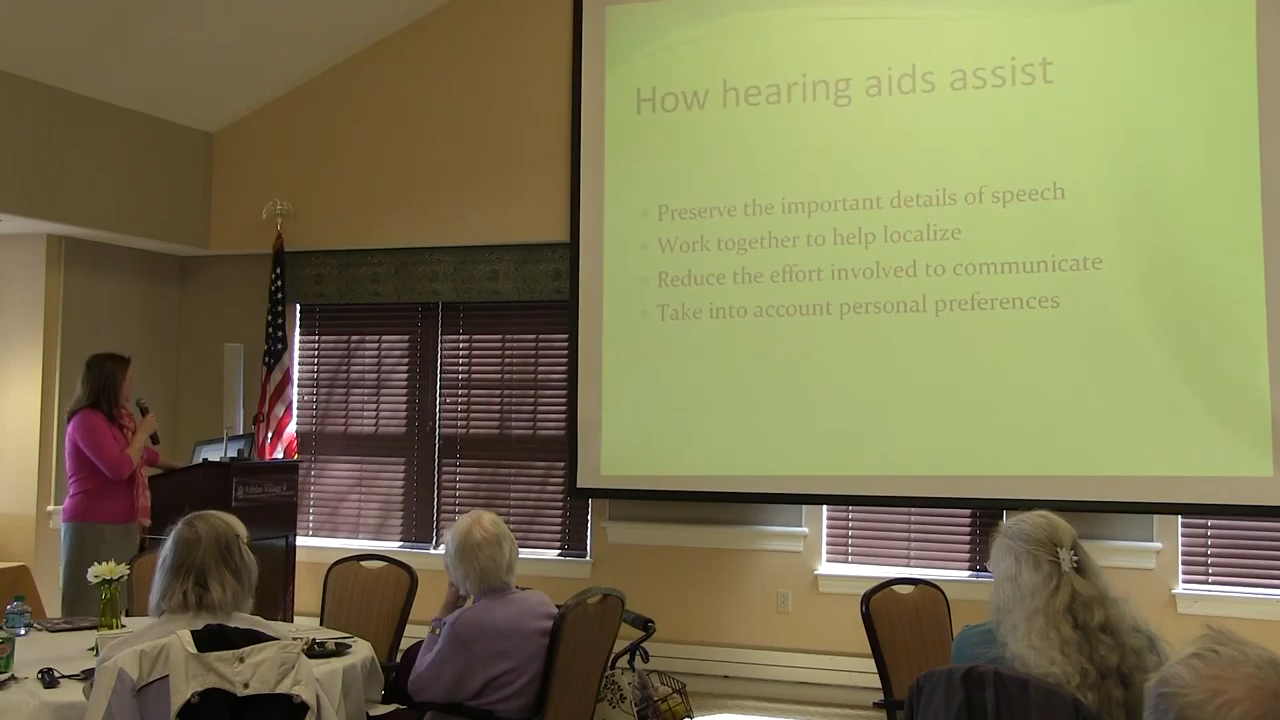 How hearing aids assist
Preserve the important details of speech
Work together to help localize
Reduce the effort involved to communicate
Take into account personal preferences
Village